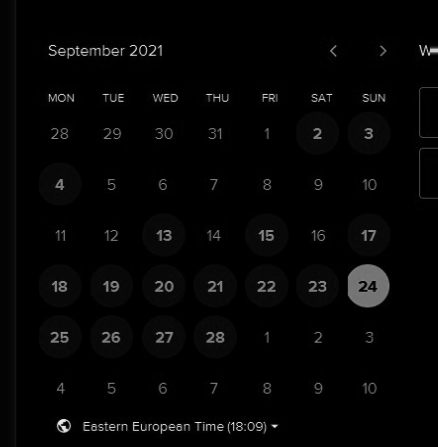 September 2021
W
MON TUE WED THU FRI SAT SUN
28 29 30 31 1 2 3
4 5 6 7 8 9 10
11 12 13 14 15 16 17
18 19 20 21 22 23 24
25 26 27 28 1 2 3
4 5 6 7 8 9 10
Eastern European Time (18:09)